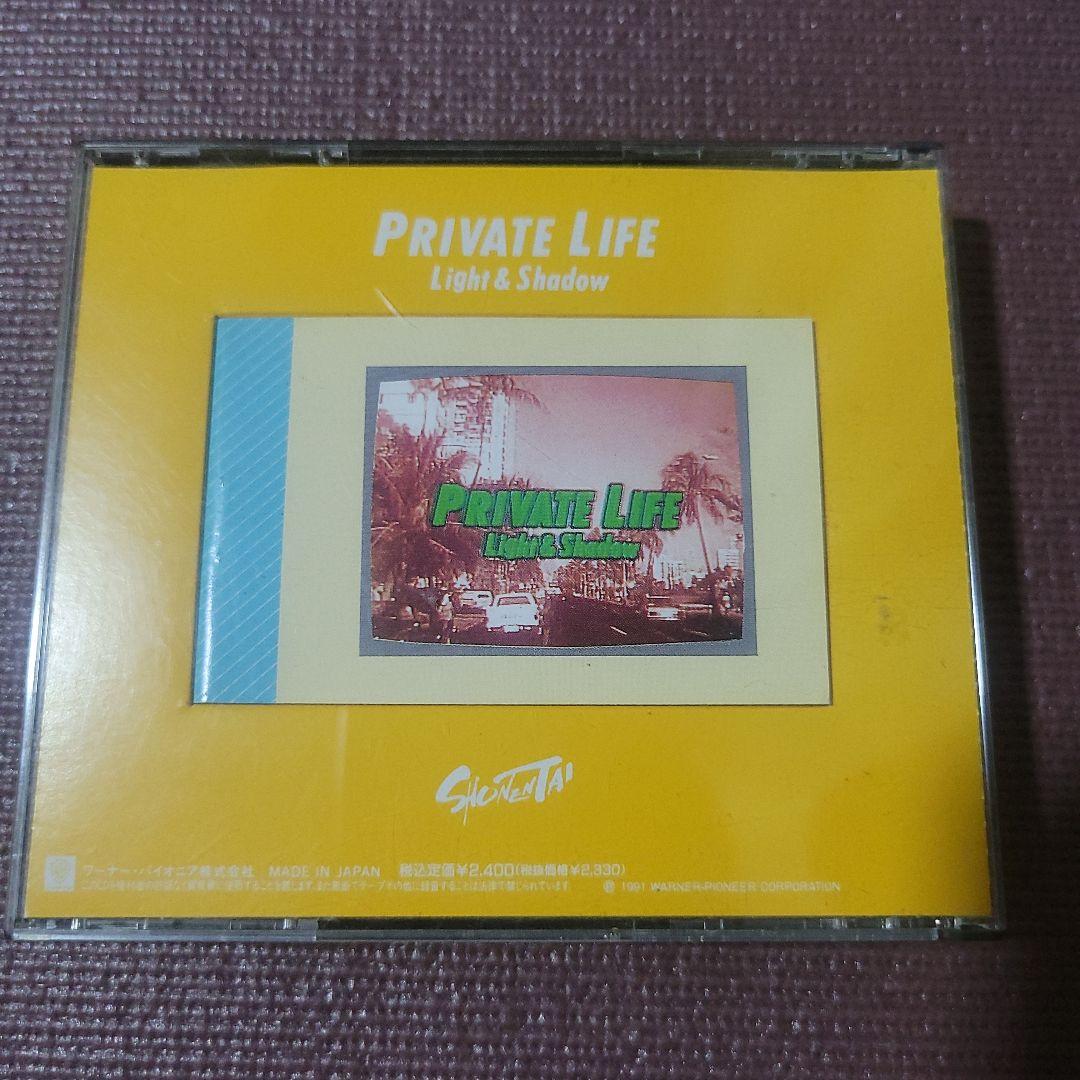 PRIVATE LIFE
Light & Shadow
PRIVATE LIFE
Light & Shadow
SHONENTAI
ワーナー・パイオニア株式会社 MADE IN JAPAN 税込定価¥2,400(税抜価格¥2,330)
℗ 1991 WARNER-PIONEER CORPORATION